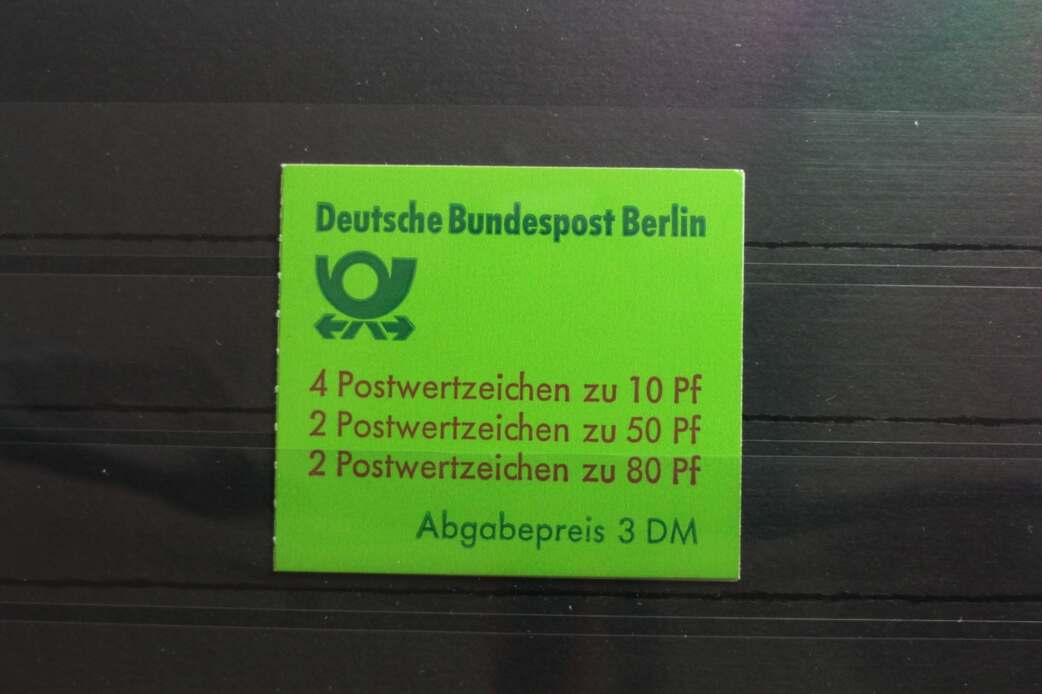 Deutsche Bundespost Berlin
4 Postwertzeichen zu 10 Pf
2 Postwertzeichen zu 50 Pf
2 Postwertzeichen zu 80 Pf
Abgabepreis 3 DM